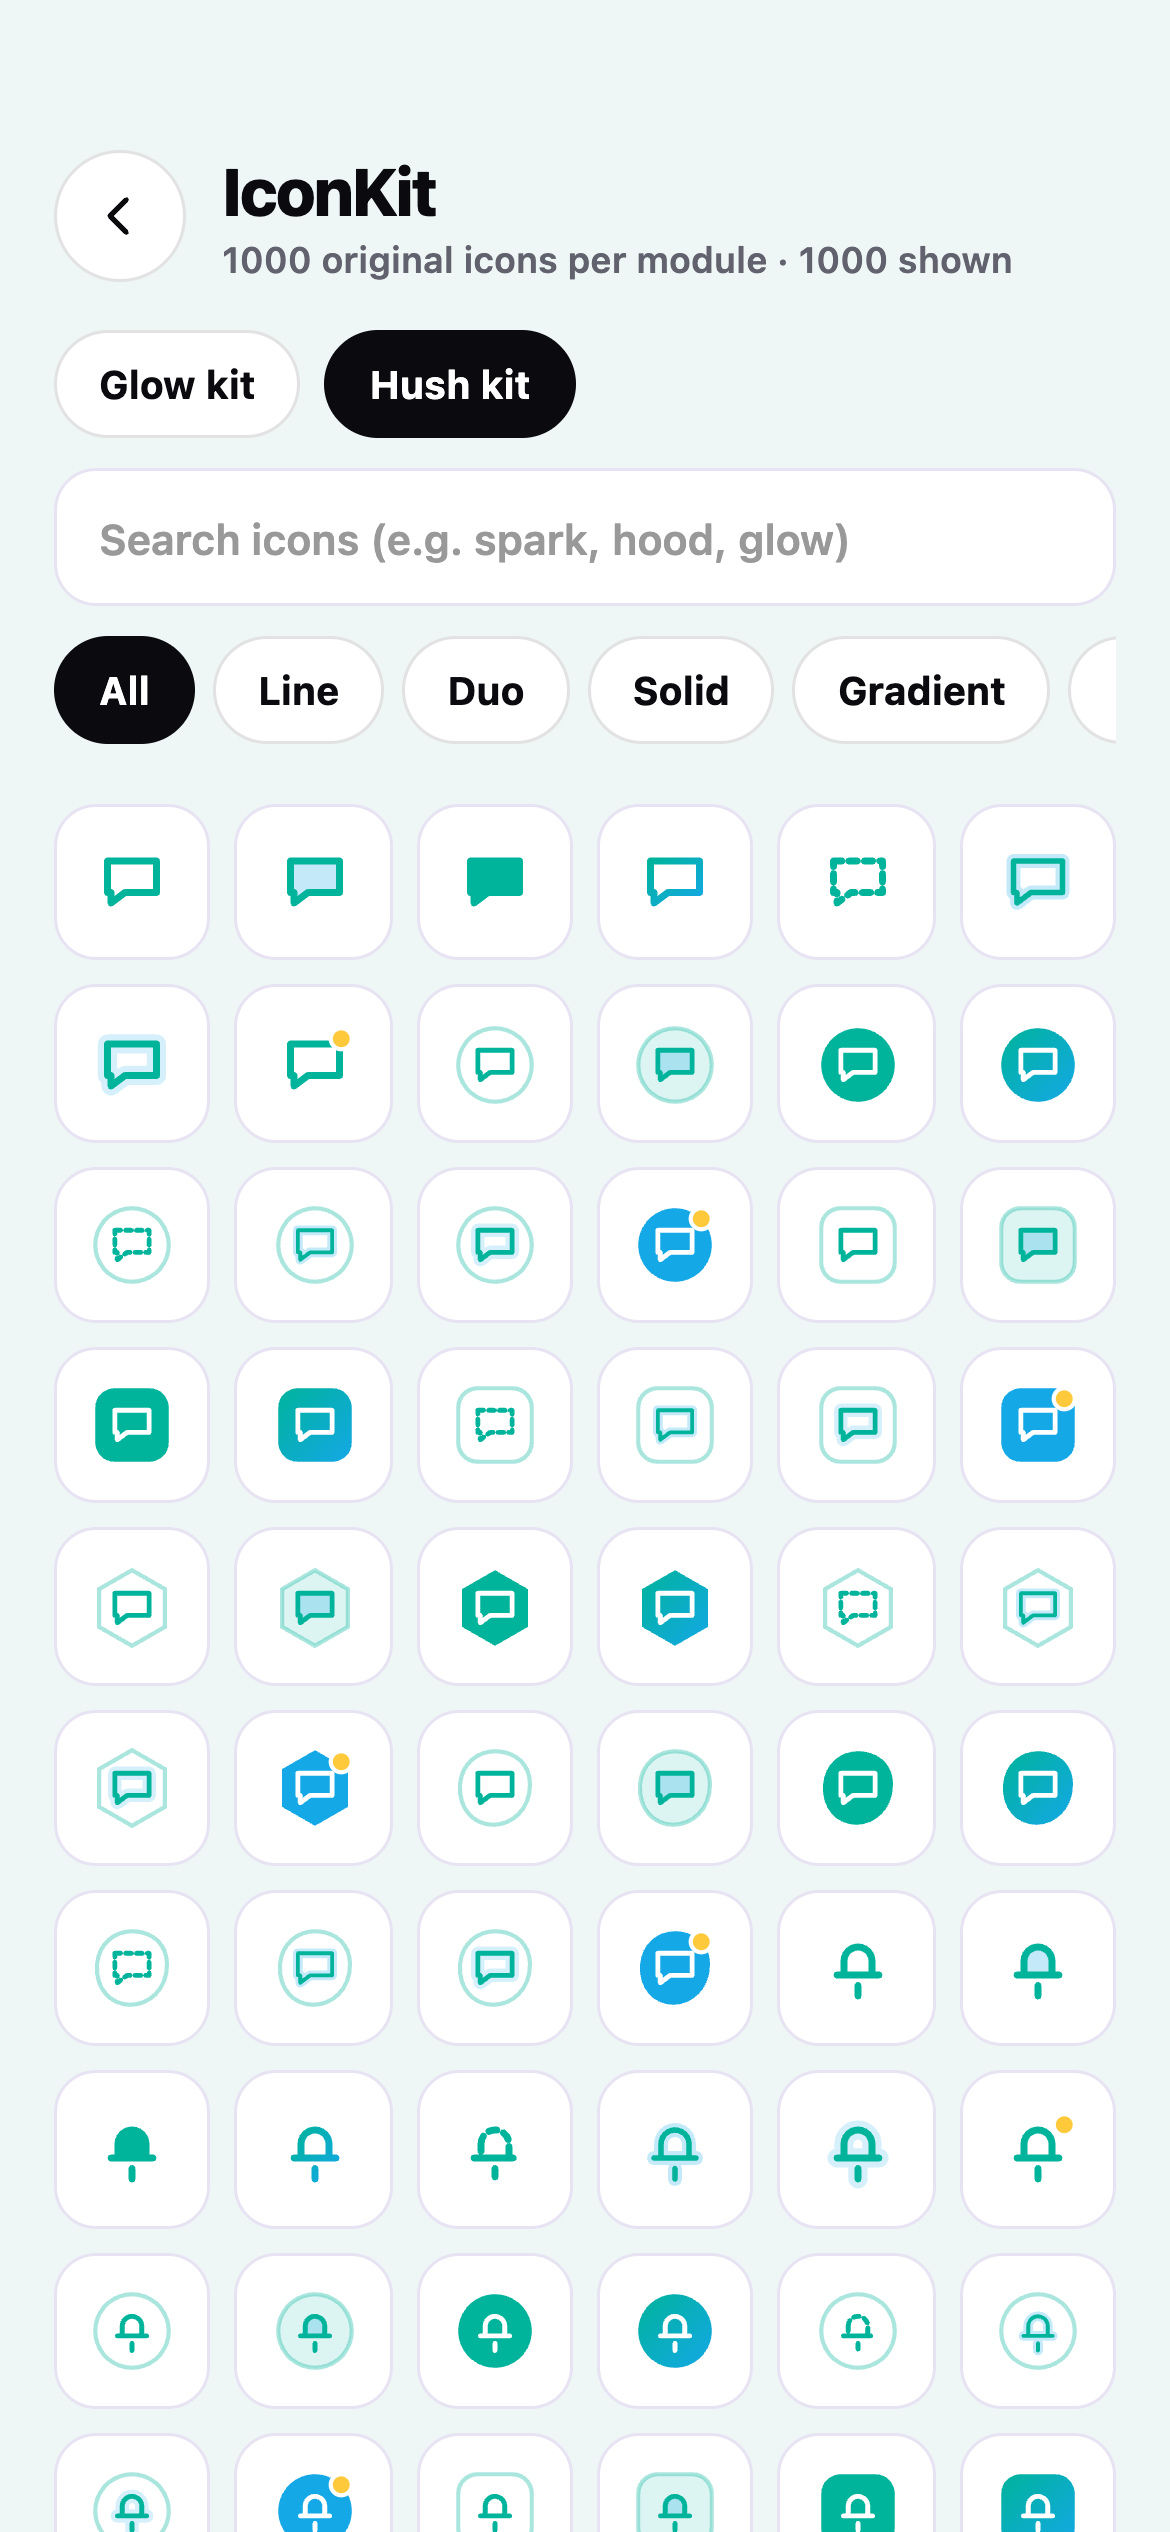 IconKit
1000 original icons per module · 1000 shown
Glow kit
Hush kit
Search icons (e.g. spark, hood, glow)
All
Line
Duo
Solid
Gradient